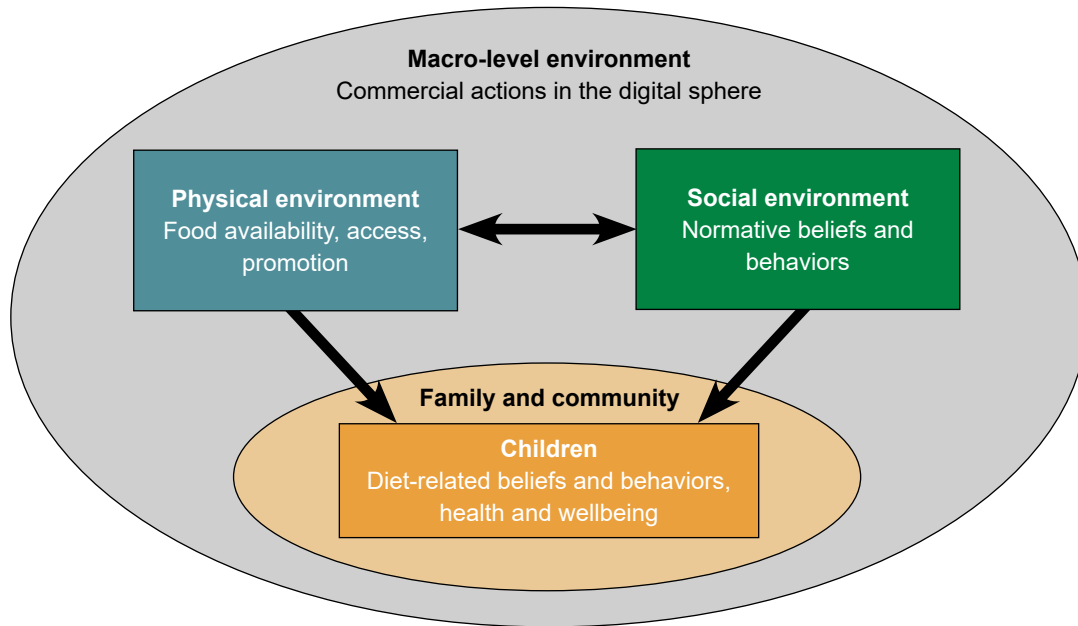 Macro-level environment
Commercial actions in the digital sphere
Physical environment
Food availability, access,
promotion
Social environment
Normative beliefs and
behaviors
Family and community
Children
Diet-related beliefs and behaviors,
health and wellbeing